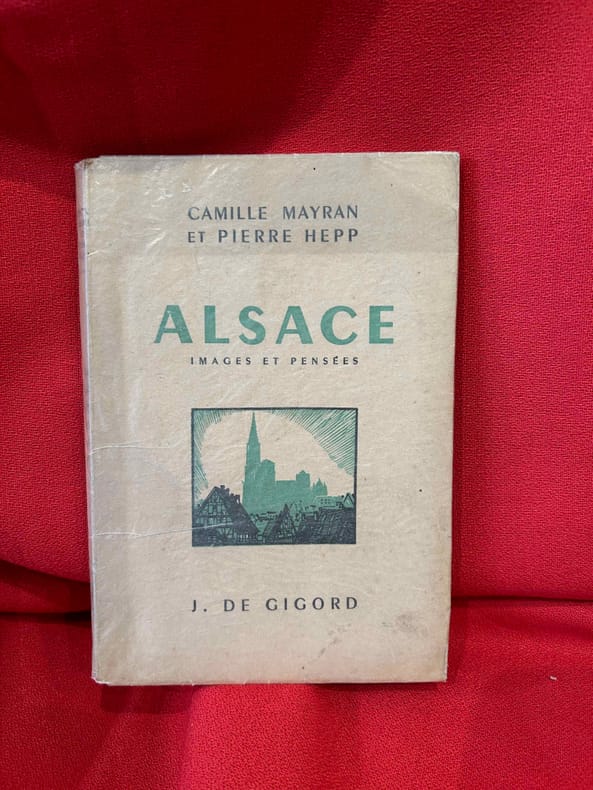 CAMILLE MAYRAN
ET PIERRE HEPP
ALSACE
IMAGES ET PENSÉES
J. DE GIGORD